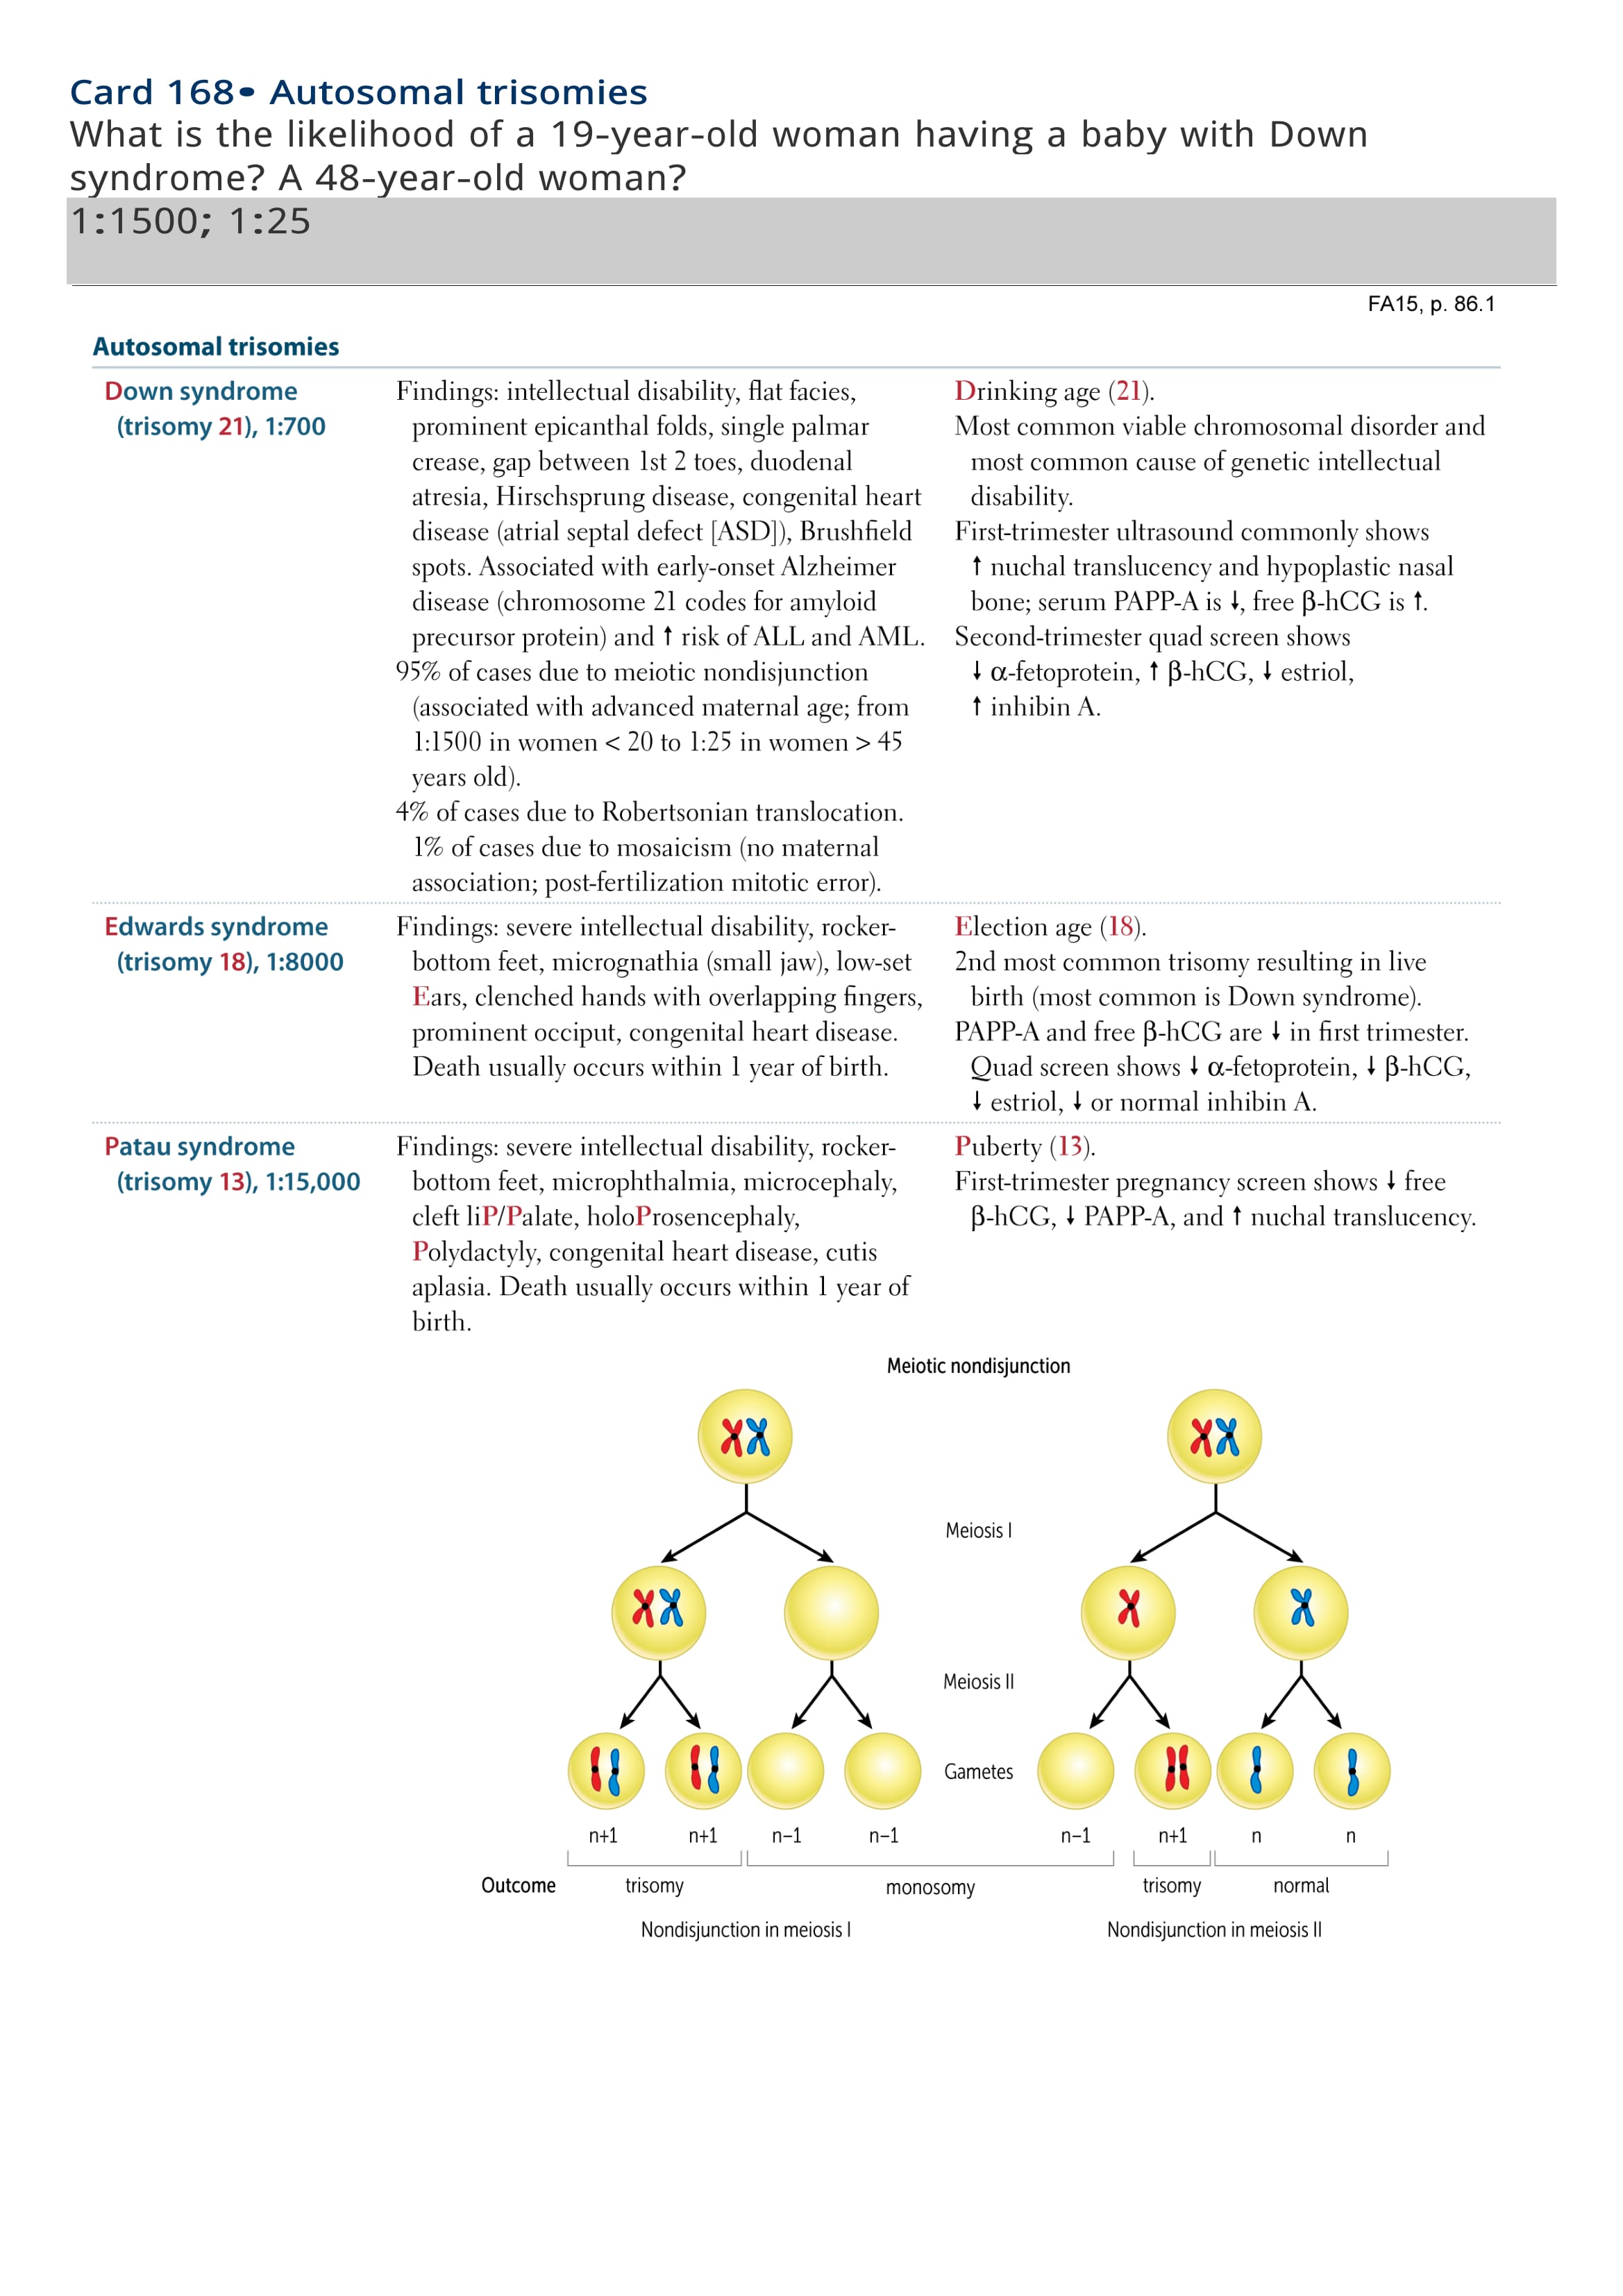 Card 168• Autosomal trisomies
What is the likelihood of a 19-year-old woman having a baby with Down
syndrome? A 48-year-old woman?
1:1500; 1:25
FA15, p. 86.1
Autosomal trisomies
Down syndrome
(trisomy 21), 1:700
Findings: intellectual disability, flat facies,
prominent epicanthal folds, single palmar
crease, gap between 1st 2 toes, duodenal
atresia, Hirschsprung disease, congenital heart
disease (atrial septal defect [ASD]), Brushfield
spots. Associated with early-onset Alzheimer
disease (chromosome 21 codes for amyloid
precursor protein) and ↑ risk of ALL and AML.
95% of cases due to meiotic nondisjunction
(associated with advanced maternal age; from
1:1500 in women < 20 to 1:25 in women > 45
years old).
4% of cases due to Robertsonian translocation.
1% of cases due to mosaicism (no maternal
association; post-fertilization mitotic error).
Drinking age (21).
Most common viable chromosomal disorder and
most common cause of genetic intellectual
disability.
First-trimester ultrasound commonly shows
↑ nuchal translucency and hypoplastic nasal
bone; serum PAPP-A is ↓, free β-hCG is ↑.
Second-trimester quad screen shows
↓ α-fetoprotein, ↑ β-hCG, ↓ estriol,
↑ inhibin A.
Edwards syndrome
(trisomy 18), 1:8000
Findings: severe intellectual disability, rocker-
bottom feet, micrognathia (small jaw), low-set
Ears, clenched hands with overlapping fingers,
prominent occiput, congenital heart disease.
Death usually occurs within 1 year of birth.
Election age (18).
2nd most common trisomy resulting in live
birth (most common is Down syndrome).
PAPP-A and free β-hCG are ↓ in first trimester.
Quad screen shows ↓ α-fetoprotein, ↓ β-hCG,
↓ estriol, ↓ or normal inhibin A.
Patau syndrome
(trisomy 13), 1:15,000
Findings: severe intellectual disability, rocker-
bottom feet, microphthalmia, microcephaly,
cleft liP/Palate, holoProsencephaly,
Polydactyly, congenital heart disease, cutis
aplasia. Death usually occurs within 1 year of
birth.
Puberty (13).
First-trimester pregnancy screen shows ↓ free
β-hCG, ↓ PAPP-A, and ↑ nuchal translucency.
Meiotic nondisjunction
Meiosis I
Meiosis II
Gametes
n+1 n+1 n–1 n–1 n–1 n+1 n n
Outcome trisomy monosomy trisomy normal
Nondisjunction in meiosis I Nondisjunction in meiosis II